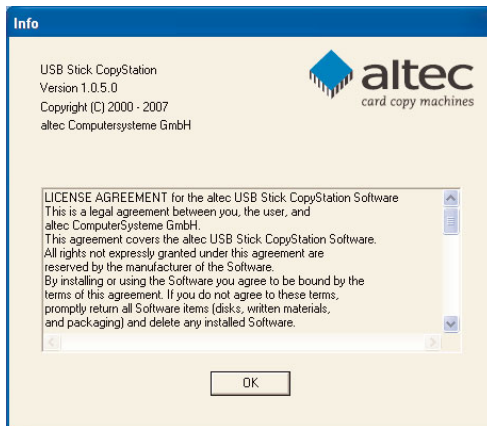 Info
USB Stick CopyStation
Version 1.0.5.0
Copyright (C) 2000 - 2007
altec Computersysteme GmbH
altec
card copy machines
LICENSE AGREEMENT for the altec USB Stick CopyStation Software
This is a legal agreement between you, the user, and
altec ComputerSysteme GmbH.
This agreement covers the altec USB Stick CopyStation Software.
All rights not expressly granted under this agreement are
reserved by the manufacturer of the Software.
By installing or using the Software you agree to be bound by the
terms of this agreement. If you do not agree to these terms,
promptly return all Software items (disks, written materials,
and packaging) and delete any installed Software.
OK